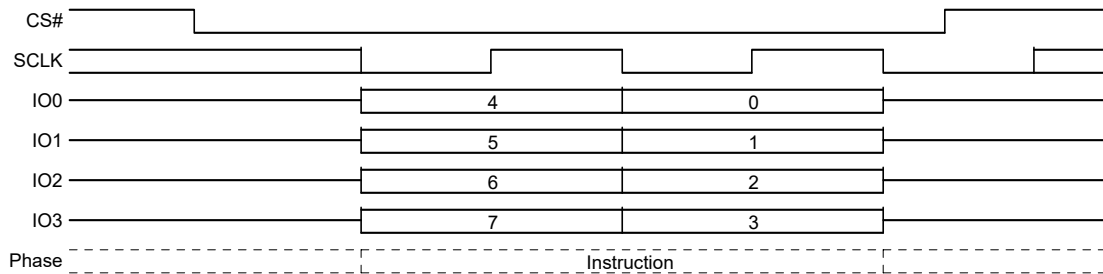 CS#
SCLK
IO0 4 0
IO1 5 1
IO2 6 2
IO3 7 3
Phase Instruction